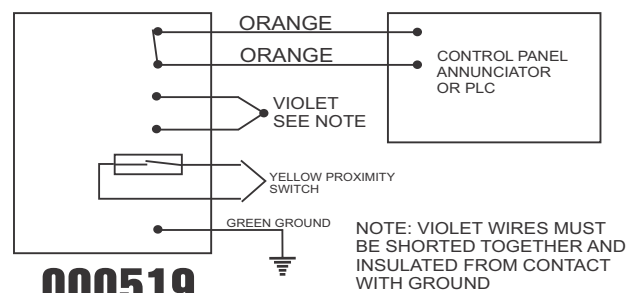 ORANGE
ORANGE
CONTROL PANEL
ANNUNCIATOR
OR PLC
VIOLET
SEE NOTE
YELLOW PROXIMITY
SWITCH
GREEN GROUND
NOTE: VIOLET WIRES MUST
BE SHORTED TOGETHER AND
INSULATED FROM CONTACT
WITH GROUND
000519